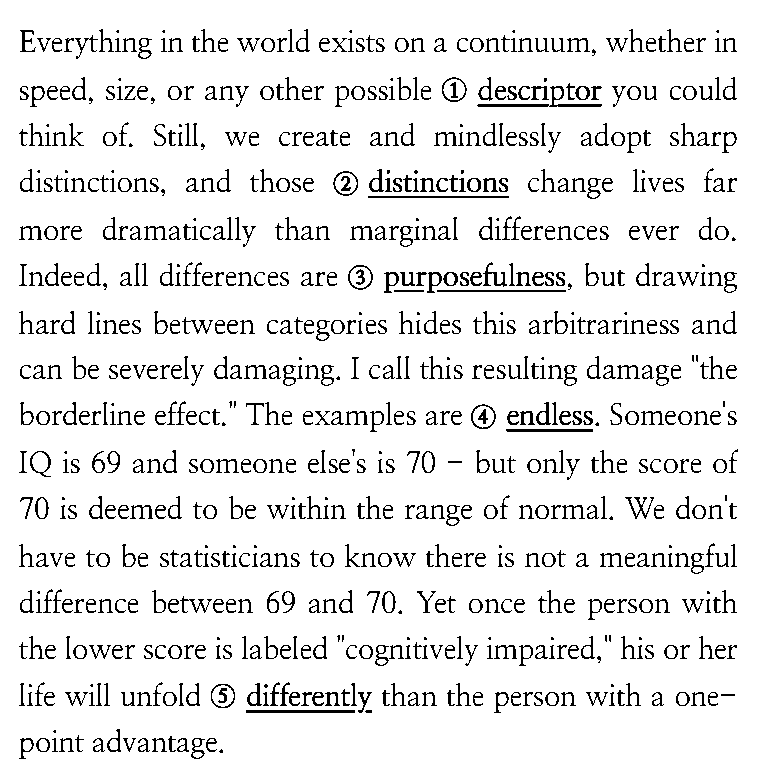 Everything in the world exists on a continuum, whether in
speed, size, or any other possible ① descriptor you could
think of. Still, we create and mindlessly adopt sharp
distinctions, and those ② distinctions change lives far
more dramatically than marginal differences ever do.
Indeed, all differences are ③ purposefulness, but drawing
hard lines between categories hides this arbitrariness and
can be severely damaging. I call this resulting damage "the
borderline effect." The examples are ④ endless. Someone's
IQ is 69 and someone else's is 70 - but only the score of
70 is deemed to be within the range of normal. We don't
have to be statisticians to know there is not a meaningful
difference between 69 and 70. Yet once the person with
the lower score is labeled "cognitively impaired," his or her
life will unfold ⑤ differently than the person with a one-
point advantage.